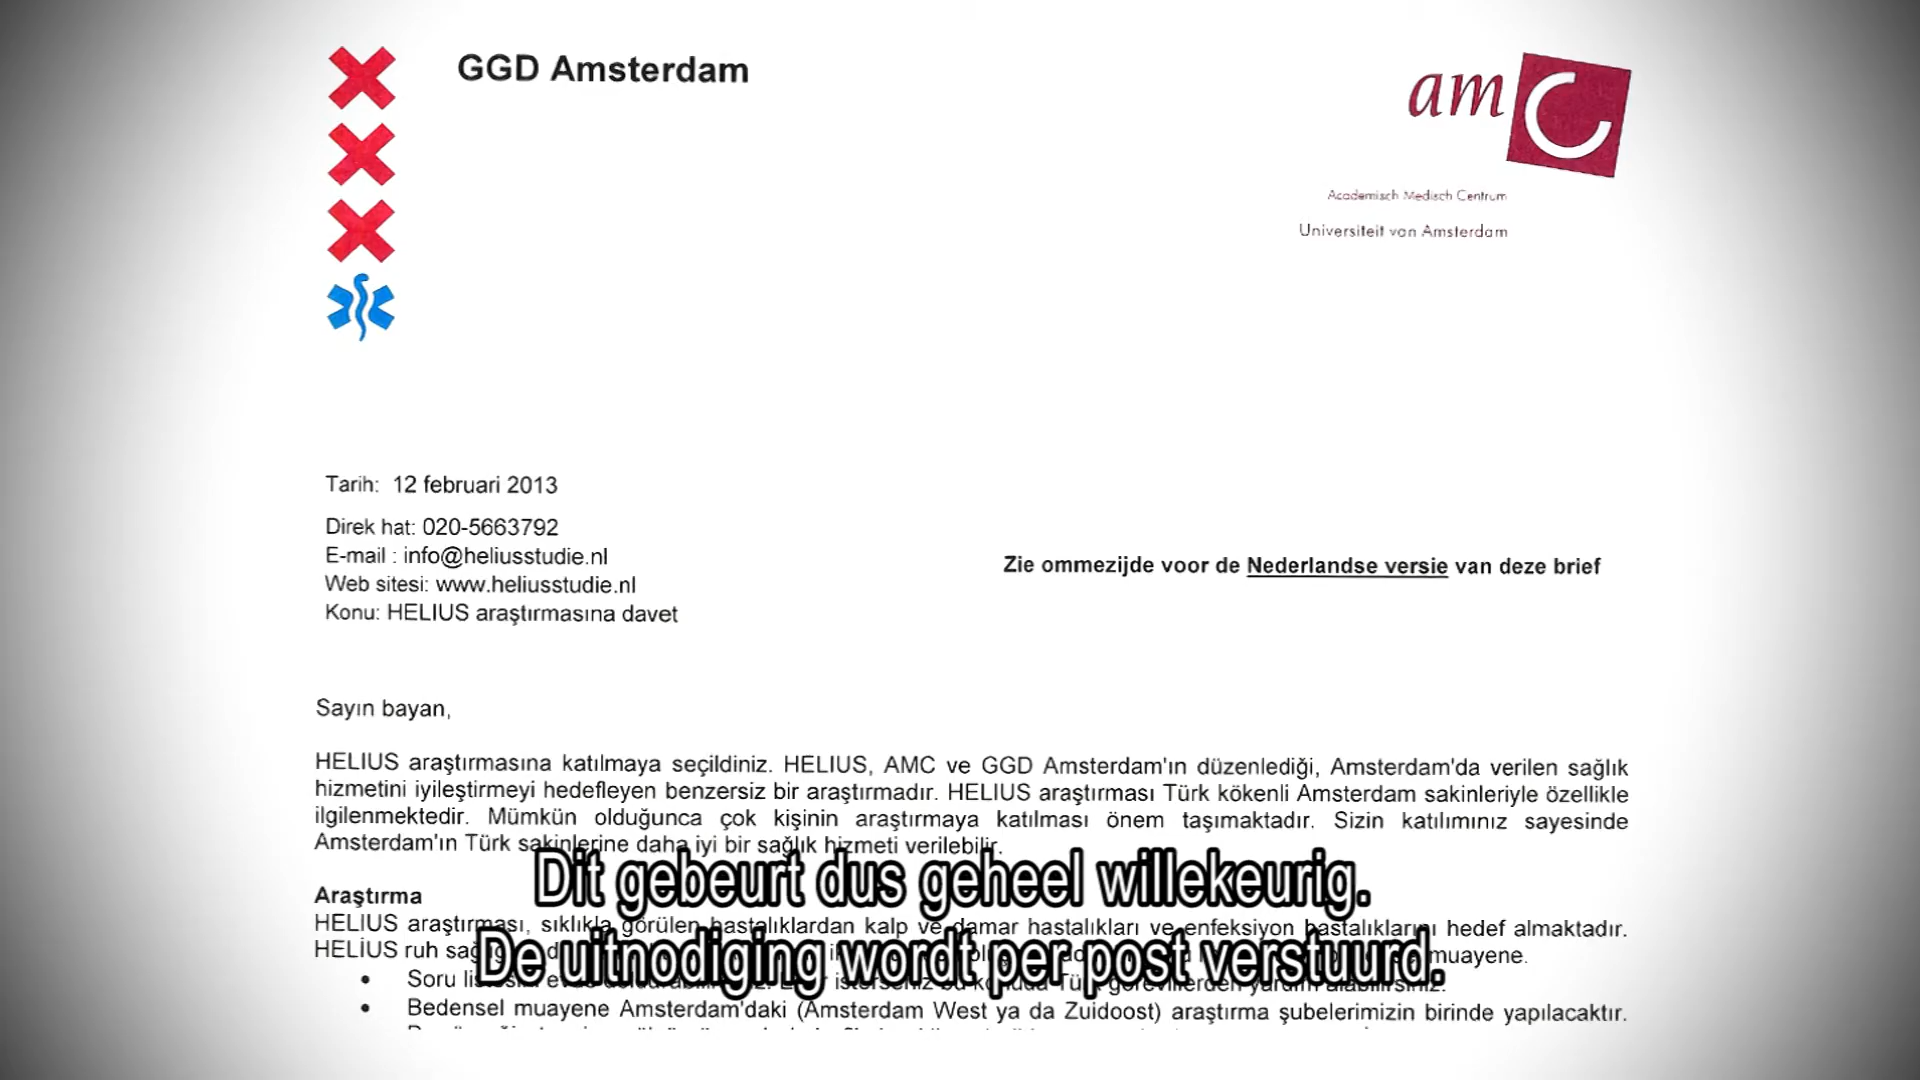 GGD Amsterdam
amC
Academisch Medisch Centrum
Universiteit van Amsterdam
Tarih: 12 februari 2013
Direk hat: 020-5663792
E-mail : info@heliusstudie.nl
Web sitesi: www.heliusstudie.nl
Konu: HELIUS araştırmasına davet
Zie ommezijde voor de Nederlandse versie van deze brief
Sayın bayan,
HELIUS araştırmasına katılmaya seçildiniz. HELIUS, AMC ve GGD Amsterdam'ın düzenlediği, Amsterdam'da verilen sağlık
hizmetini iyileştirmeyi hedefleyen benzersiz bir araştırmadır. HELIUS araştırması Türk kökenli Amsterdam sakinleriyle özellikle
ilgilenmektedir. Mümkün olduğunca çok kişinin araştırmaya katılması önem taşımaktadır. Sizin katılımınız sayesinde
Amsterdam'ın Türk sakinlerine daha iyi bir sağlık hizmeti verilebilir.
Araştırma
HELIUS araştırması, sıklıkla görülen hastalıklardan kalp ve damar hastalıkları ve enfeksiyon hastalıklarını hedef almaktadır.
HELİUS ruh muayene.
• Soru
• Bedensel muayene Amsterdam'daki (Amsterdam West ya da Zuidoost) araştırma şubelerimizin birinde yapılacaktır.
Dit gebeurt dus geheel willekeurig.
De uitnodiging wordt per post verstuurd.